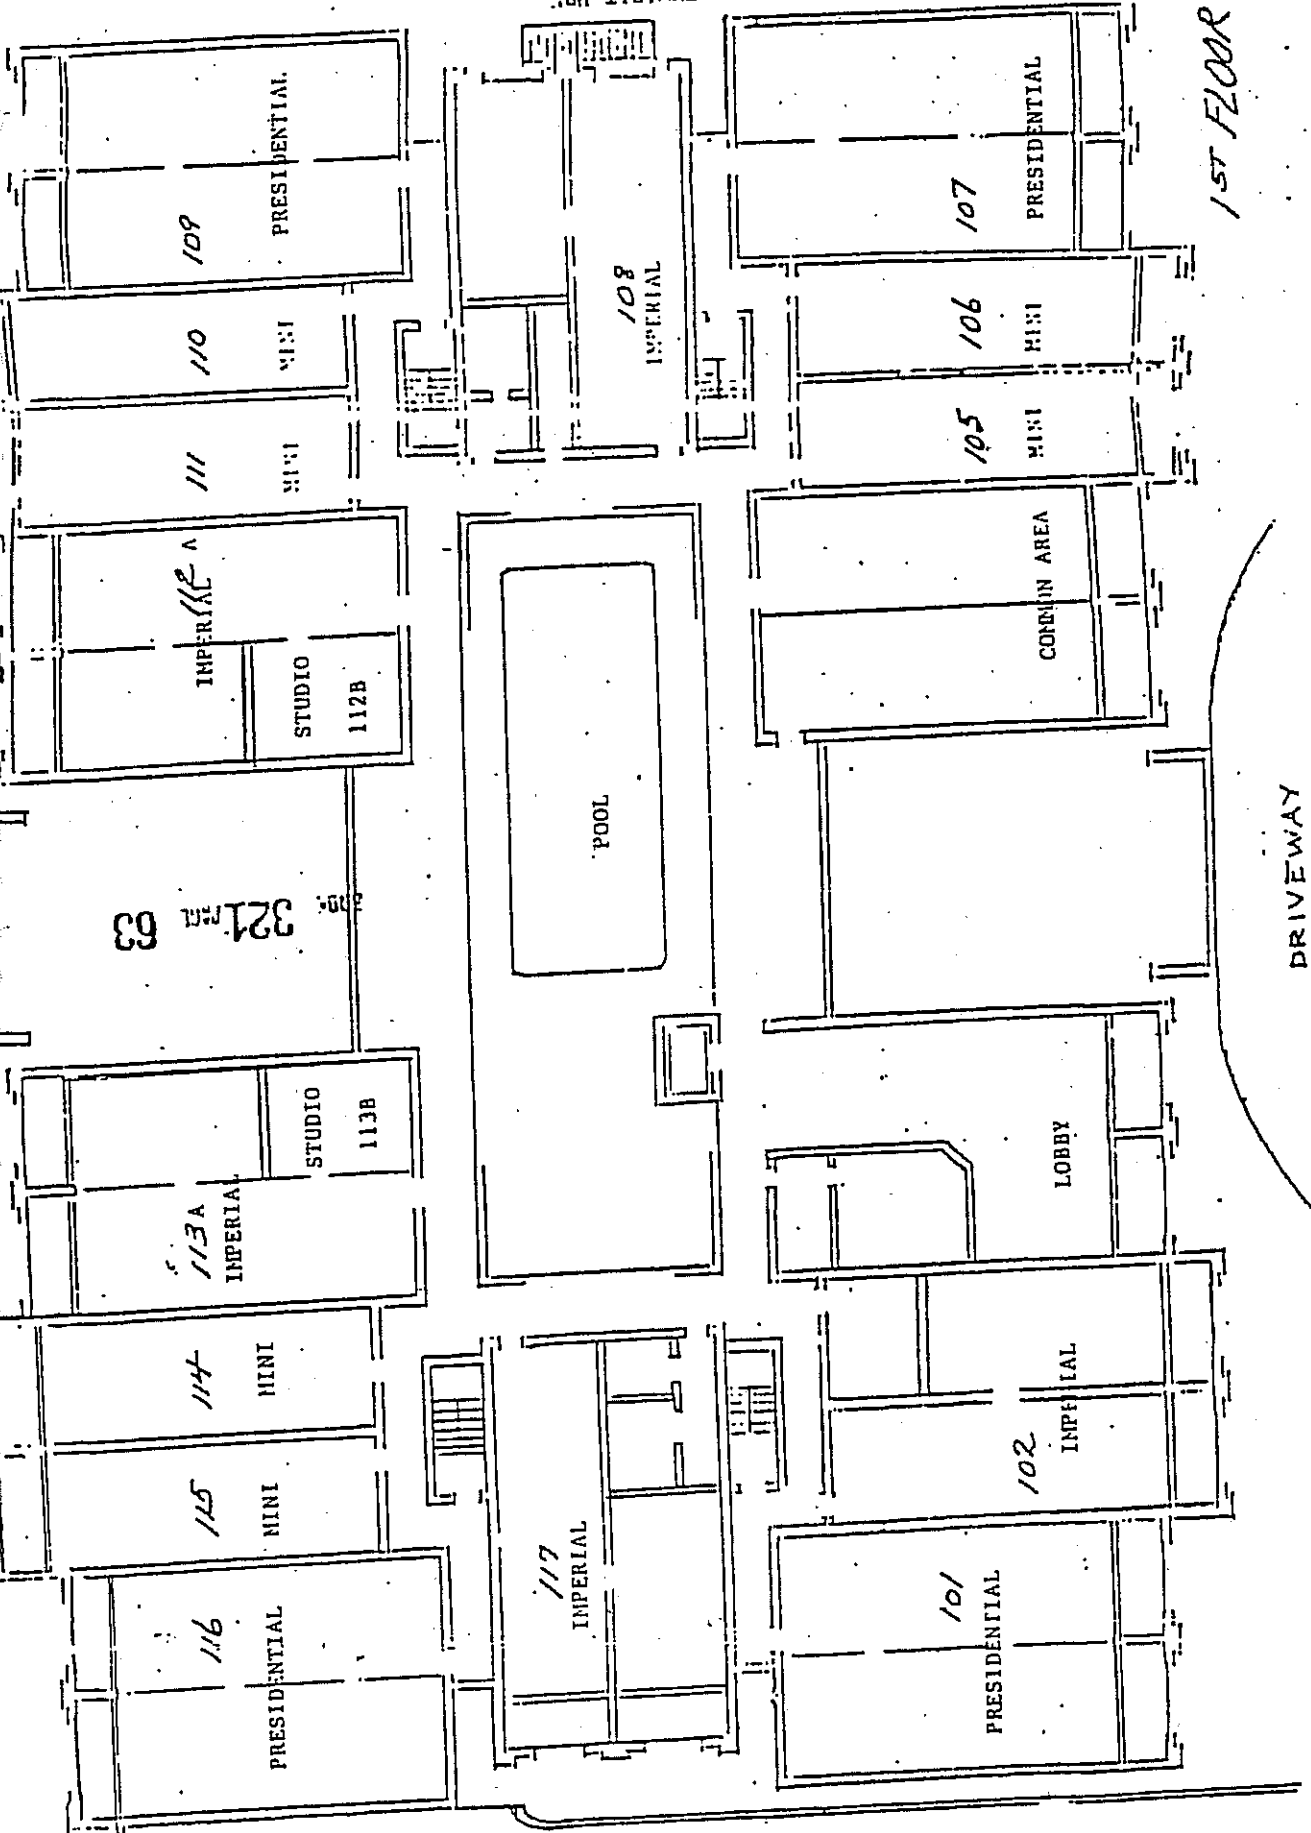 1ST FLOOR
116
PRESIDENTIAL
115
MINI
114
MINI
113A
IMPERIAL
STUDIO
113B
321 63
IMPERIAL
112 A
STUDIO
112B
111
MINI
110
MINI
109
PRESIDENTIAL
117
IMPERIAL
POOL
108
IMPERIAL
101
PRESIDENTIAL
102
IMPERIAL
LOBBY
COMMON AREA
105
MINI
106
MINI
107
PRESIDENTIAL
DRIVEWAY